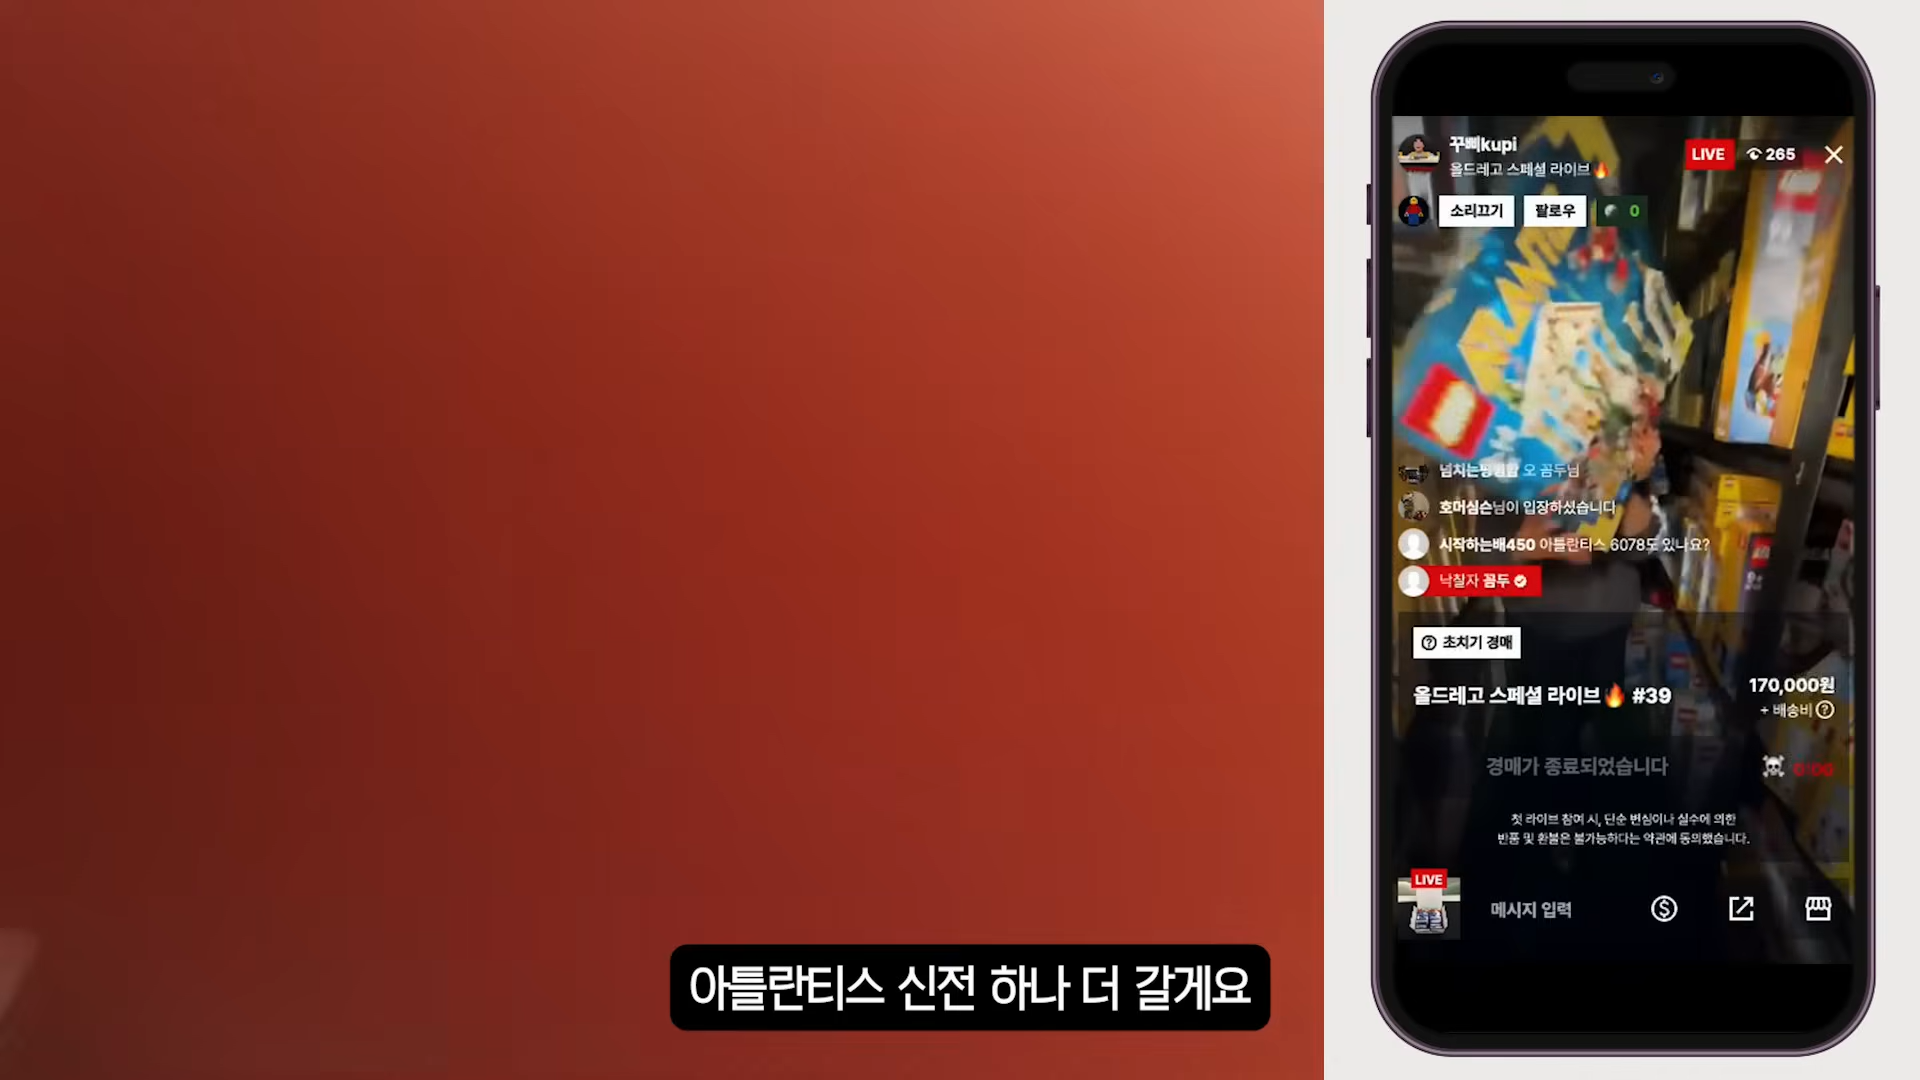 꾸삐kupi
올드레고 스페셜 라이브🔥
LIVE
265
소리끄기
팔로우
0
오 꼼두님
호머심슨님이 입장하셨습니다
시작하는배450 아틀란티스 6078도 있나요?
낙찰자 꼼두
초치기 경매
올드레고 스페셜 라이브🔥 #39
170,000원
+ 배송비
경매가 종료되었습니다
0:00
첫 라이브 참여 시, 단순 변심이나 실수에 의한
반품 및 환불은 불가능하다는 약관에 동의했습니다.
LIVE
메시지 입력
아틀란티스 신전 하나 더 갈게요